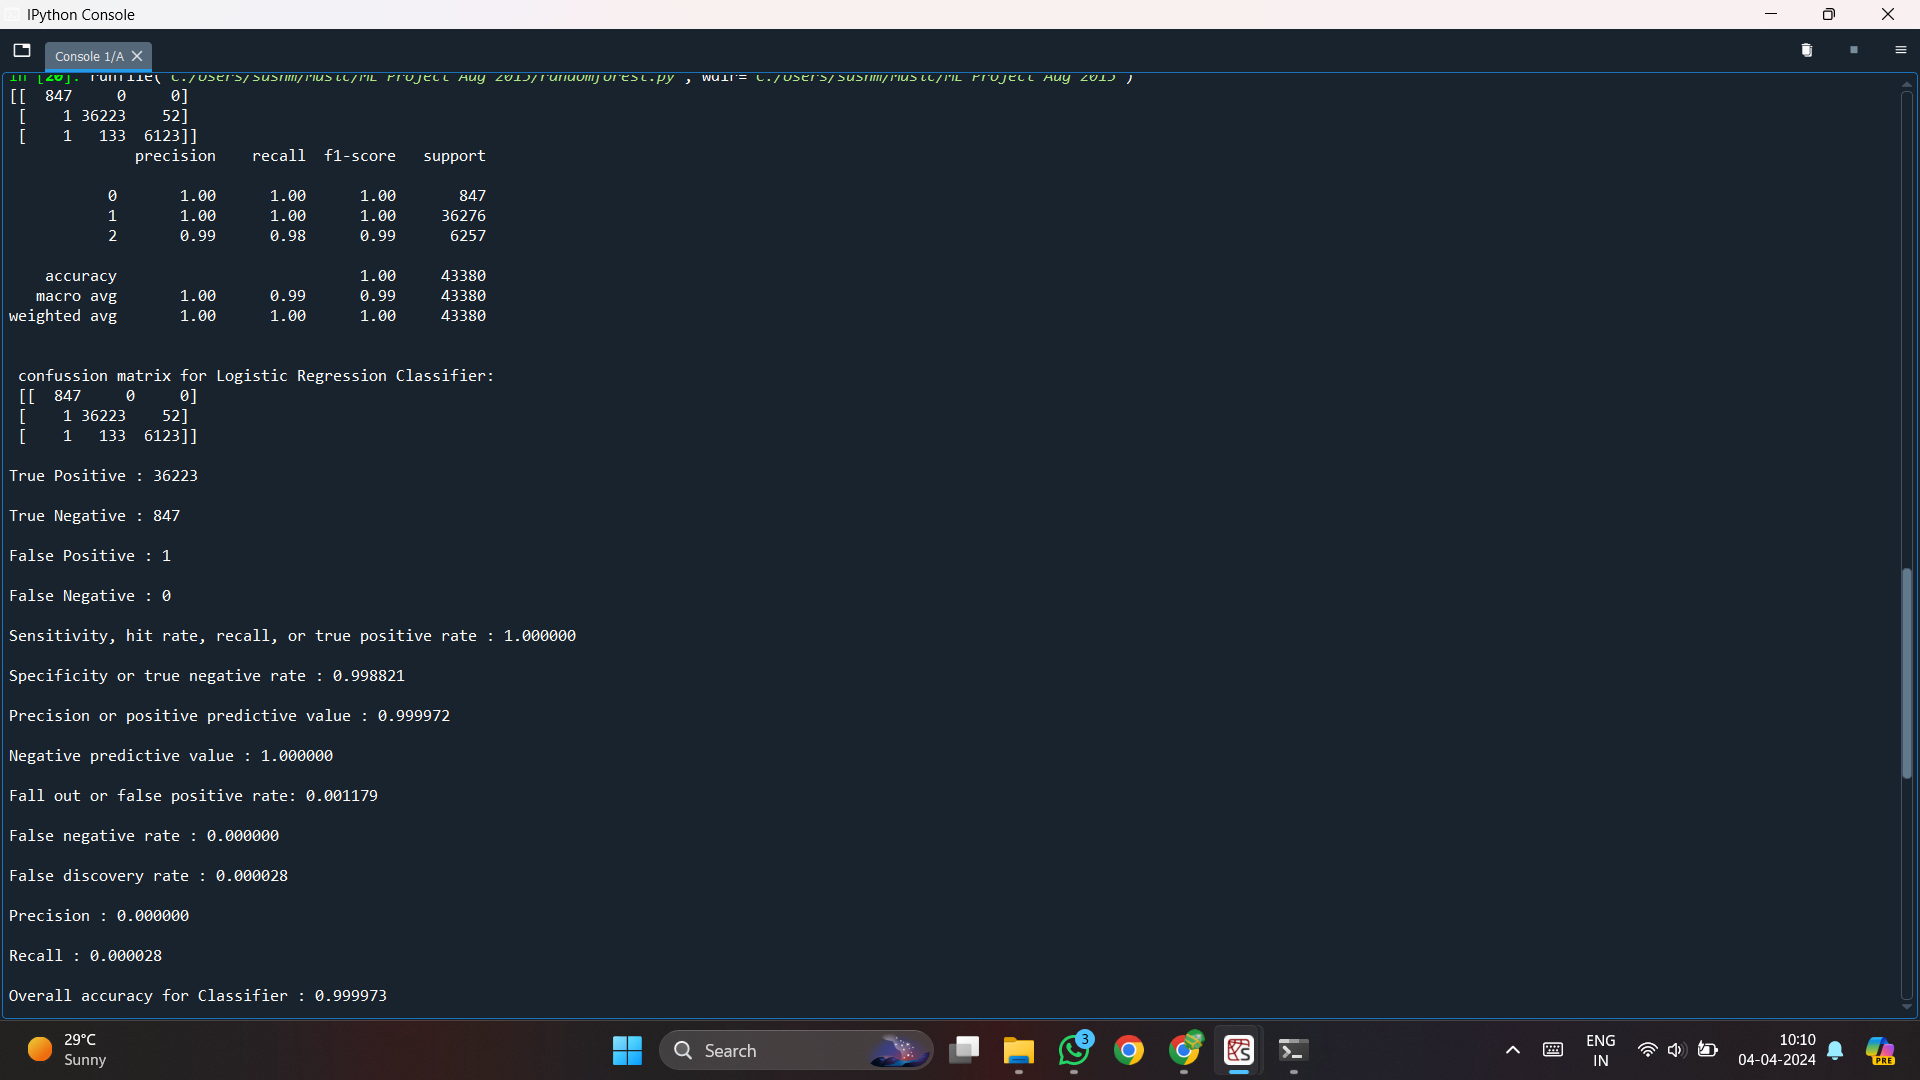 IPython Console
Console 1/A
In [20]: runfile('C:/Users/sushm/Music/ML Project Aug 2015/randomforest.py', wdir='C:/Users/sushm/Music/ML Project Aug 2015')
[[  847     0     0]
[    1 36223    52]
[    1   133  6123]]
precision    recall  f1-score   support
0       1.00      1.00      1.00       847
1       1.00      1.00      1.00     36276
2       0.99      0.98      0.99      6257
accuracy                           1.00     43380
macro avg       1.00      0.99      0.99     43380
weighted avg       1.00      1.00      1.00     43380
confussion matrix for Logistic Regression Classifier:
[[  847     0     0]
[    1 36223    52]
[    1   133  6123]]
True Positive : 36223
True Negative : 847
False Positive : 1
False Negative : 0
Sensitivity, hit rate, recall, or true positive rate : 1.000000
Specificity or true negative rate : 0.998821
Precision or positive predictive value : 0.999972
Negative predictive value : 1.000000
Fall out or false positive rate: 0.001179
False negative rate : 0.000000
False discovery rate : 0.000028
Precision : 0.000000
Recall : 0.000028
Overall accuracy for Classifier : 0.999973
29°C
Sunny
Search
3
ENG
IN
10:10
04-04-2024
PRE